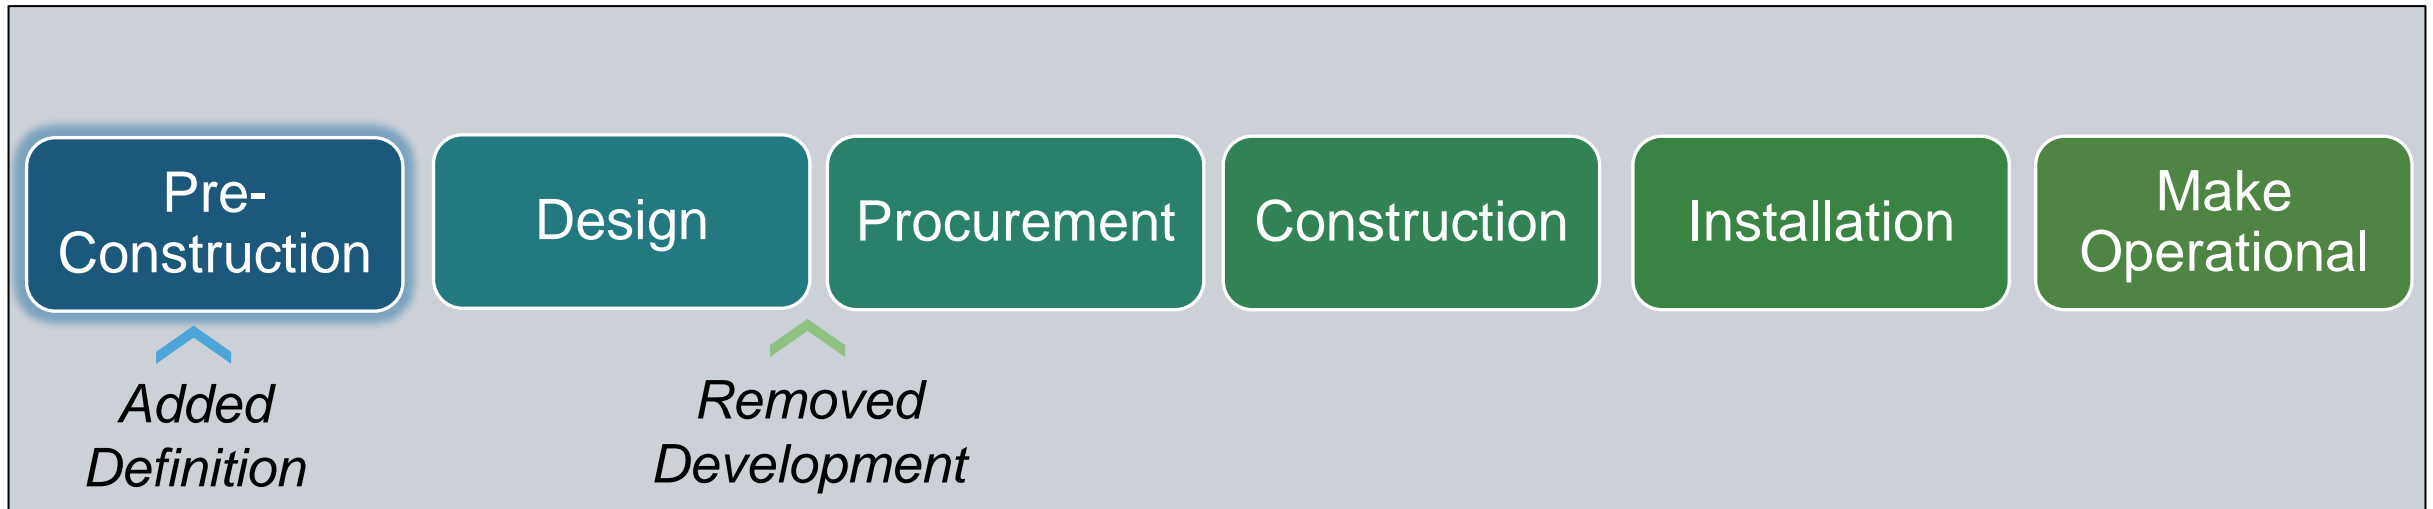 Pre-
Construction
Design
Procurement
Construction
Installation
Make
Operational
Added
Definition
Removed
Development